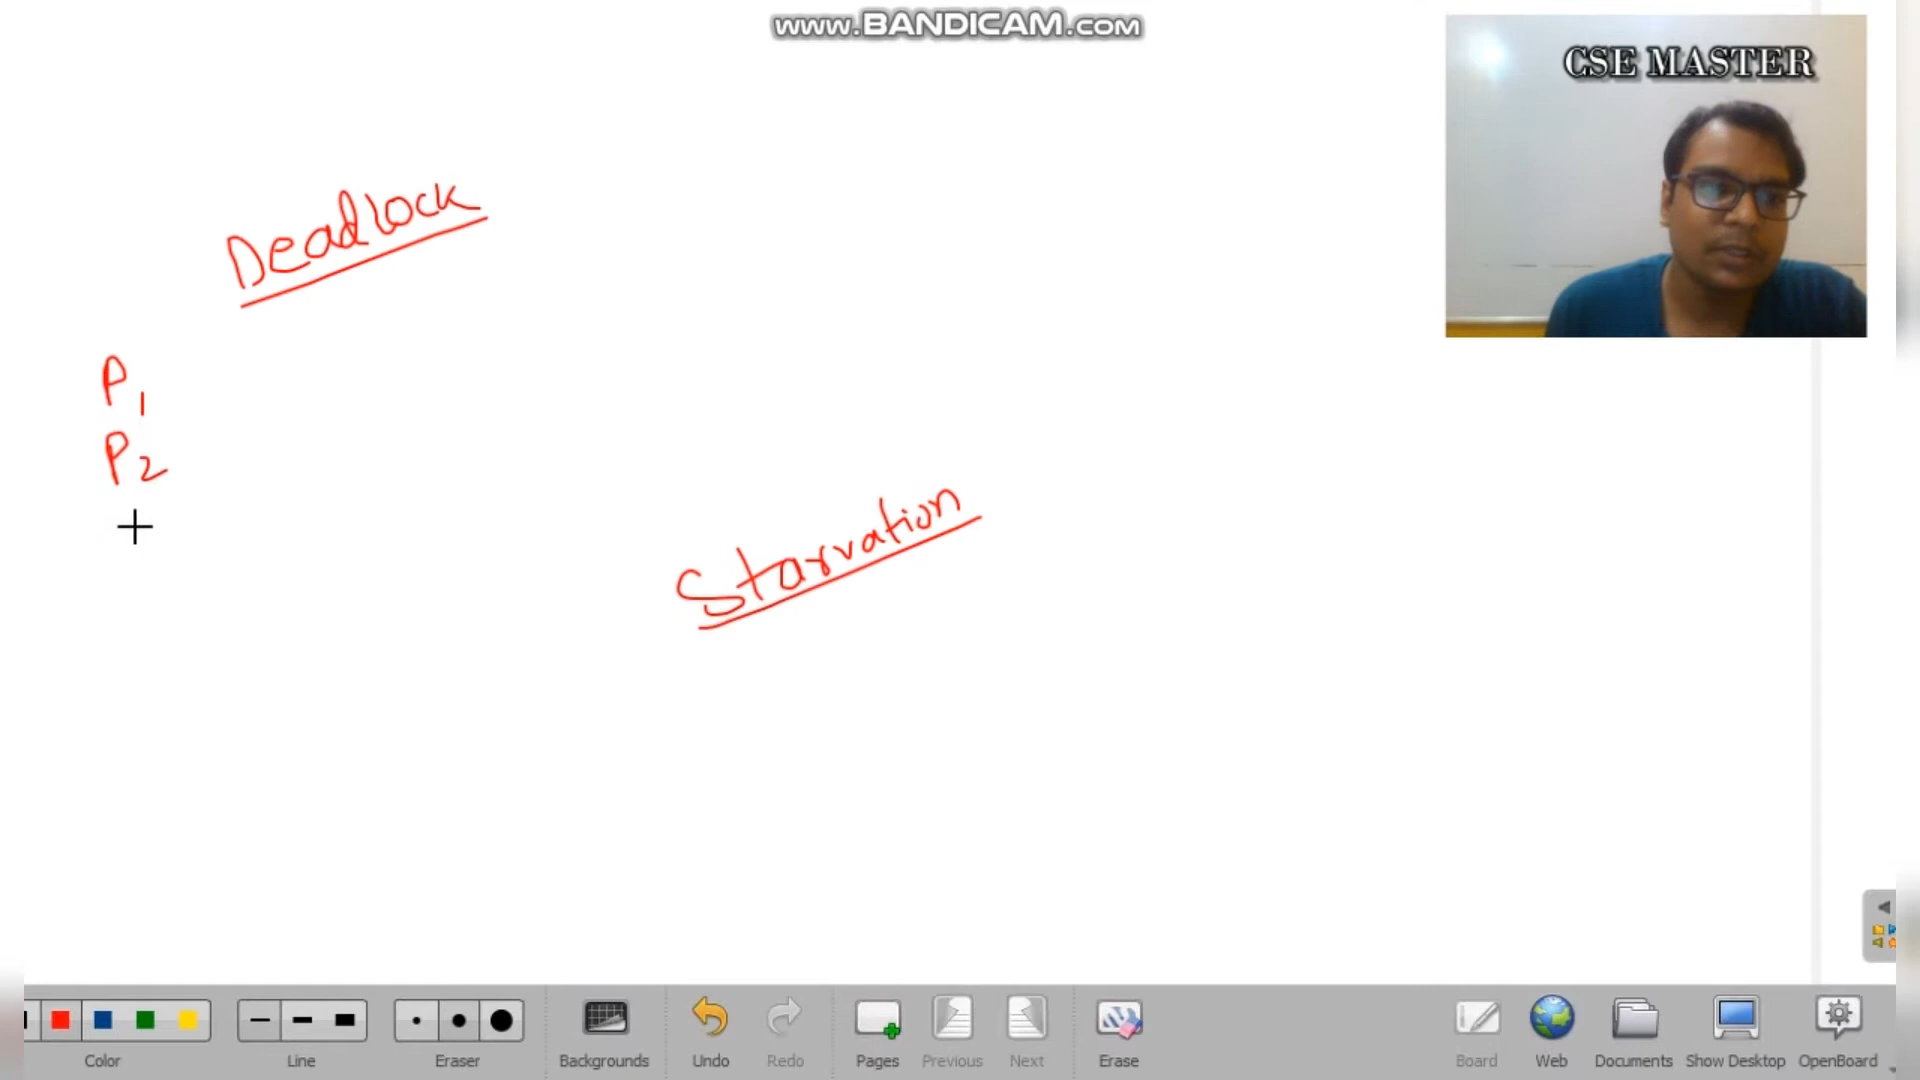 www.BANDICAM.com
CSE MASTER
Deadlock
P1
P2
Starvation
Color
Line
Eraser
Backgrounds
Undo
Redo
Pages
Previous
Next
Erase
Board
Web
Documents
Show Desktop
OpenBoard